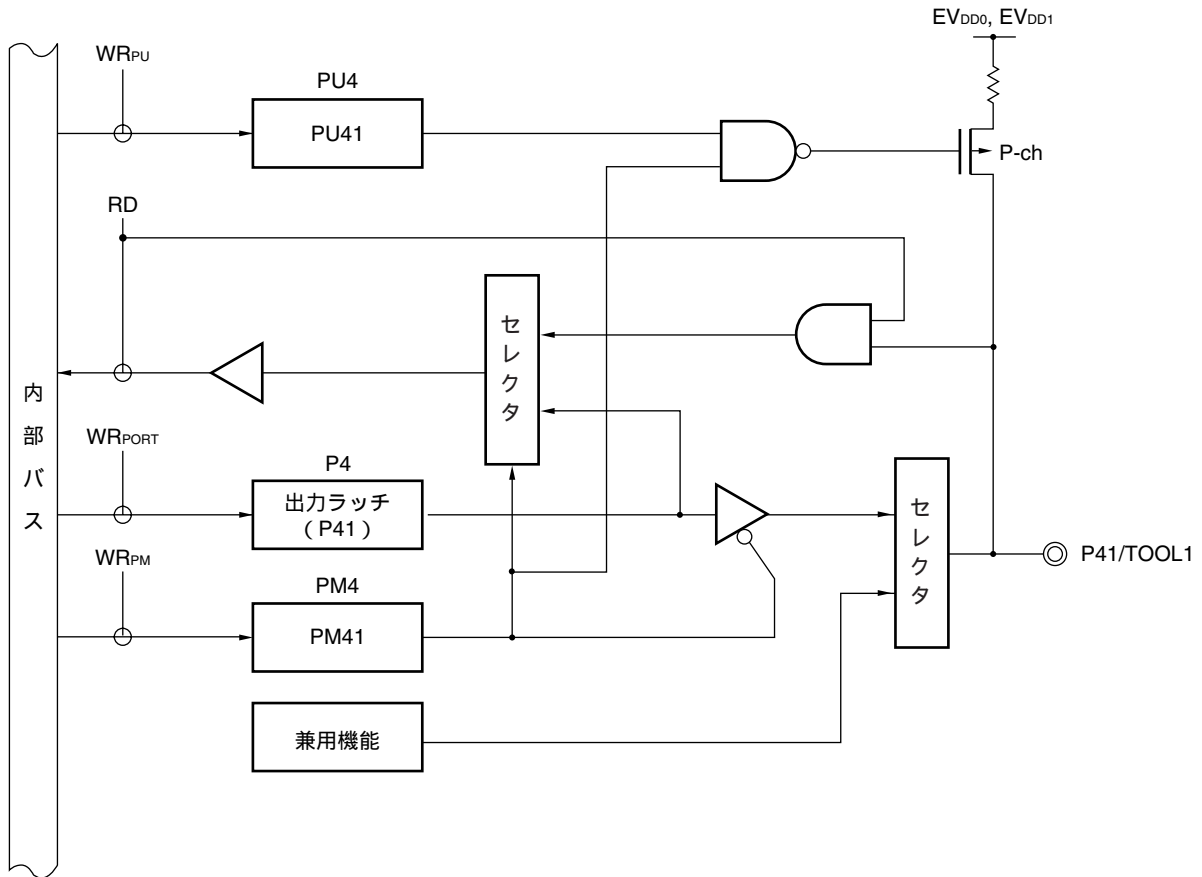 EVDD0, EVDD1
WRPU
PU4
PU41
P-ch
RD
セレクタ
内部バス
WRPORT
P4
出力ラッチ
（P41）
セレクタ
P41/TOOL1
WRPM
PM4
PM41
兼用機能